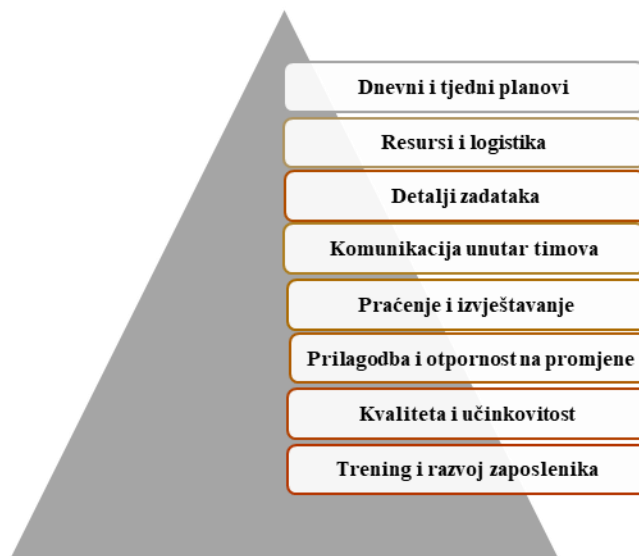 Dnevni i tjedni planovi
Resursi i logistika
Detalji zadataka
Komunikacija unutar timova
Praćenje i izvještavanje
Prilagodba i otpornost na promjene
Kvaliteta i učinkovitost
Trening i razvoj zaposlenika